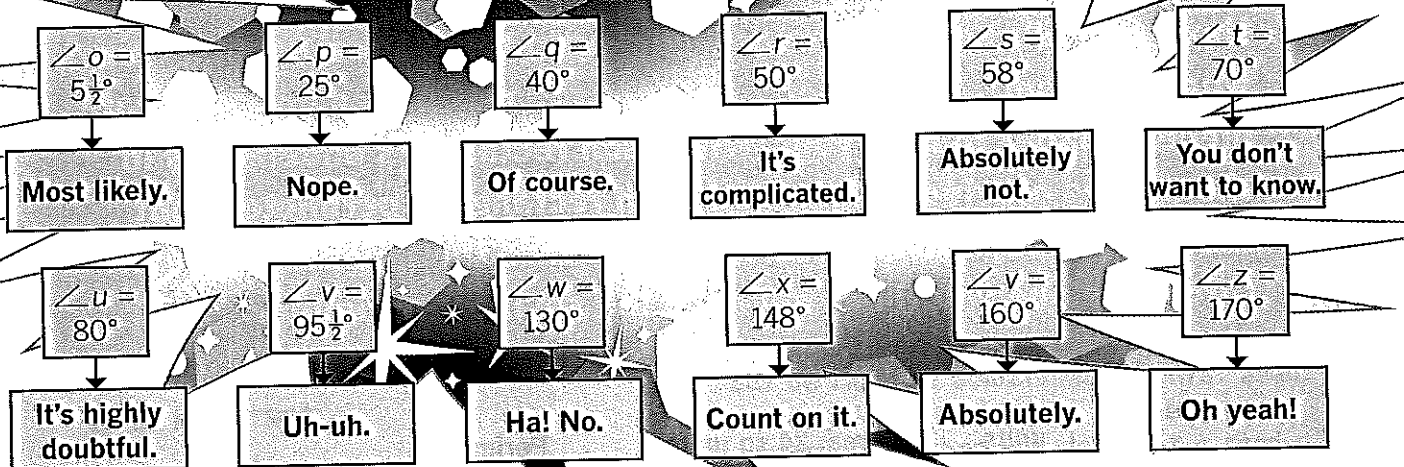 ∠o =
5½°
∠p =
25°
∠q =
40°
∠r =
50°
∠s =
58°
∠t =
70°
Most likely.
Nope.
Of course.
It's
complicated.
Absolutely
not.
You don't
want to know.
∠u =
80°
∠v =
95½°
∠w =
130°
∠x =
148°
∠v =
160°
∠z =
170°
It's highly
doubtful.
Uh-uh.
Ha! No.
Count on it.
Absolutely.
Oh yeah!